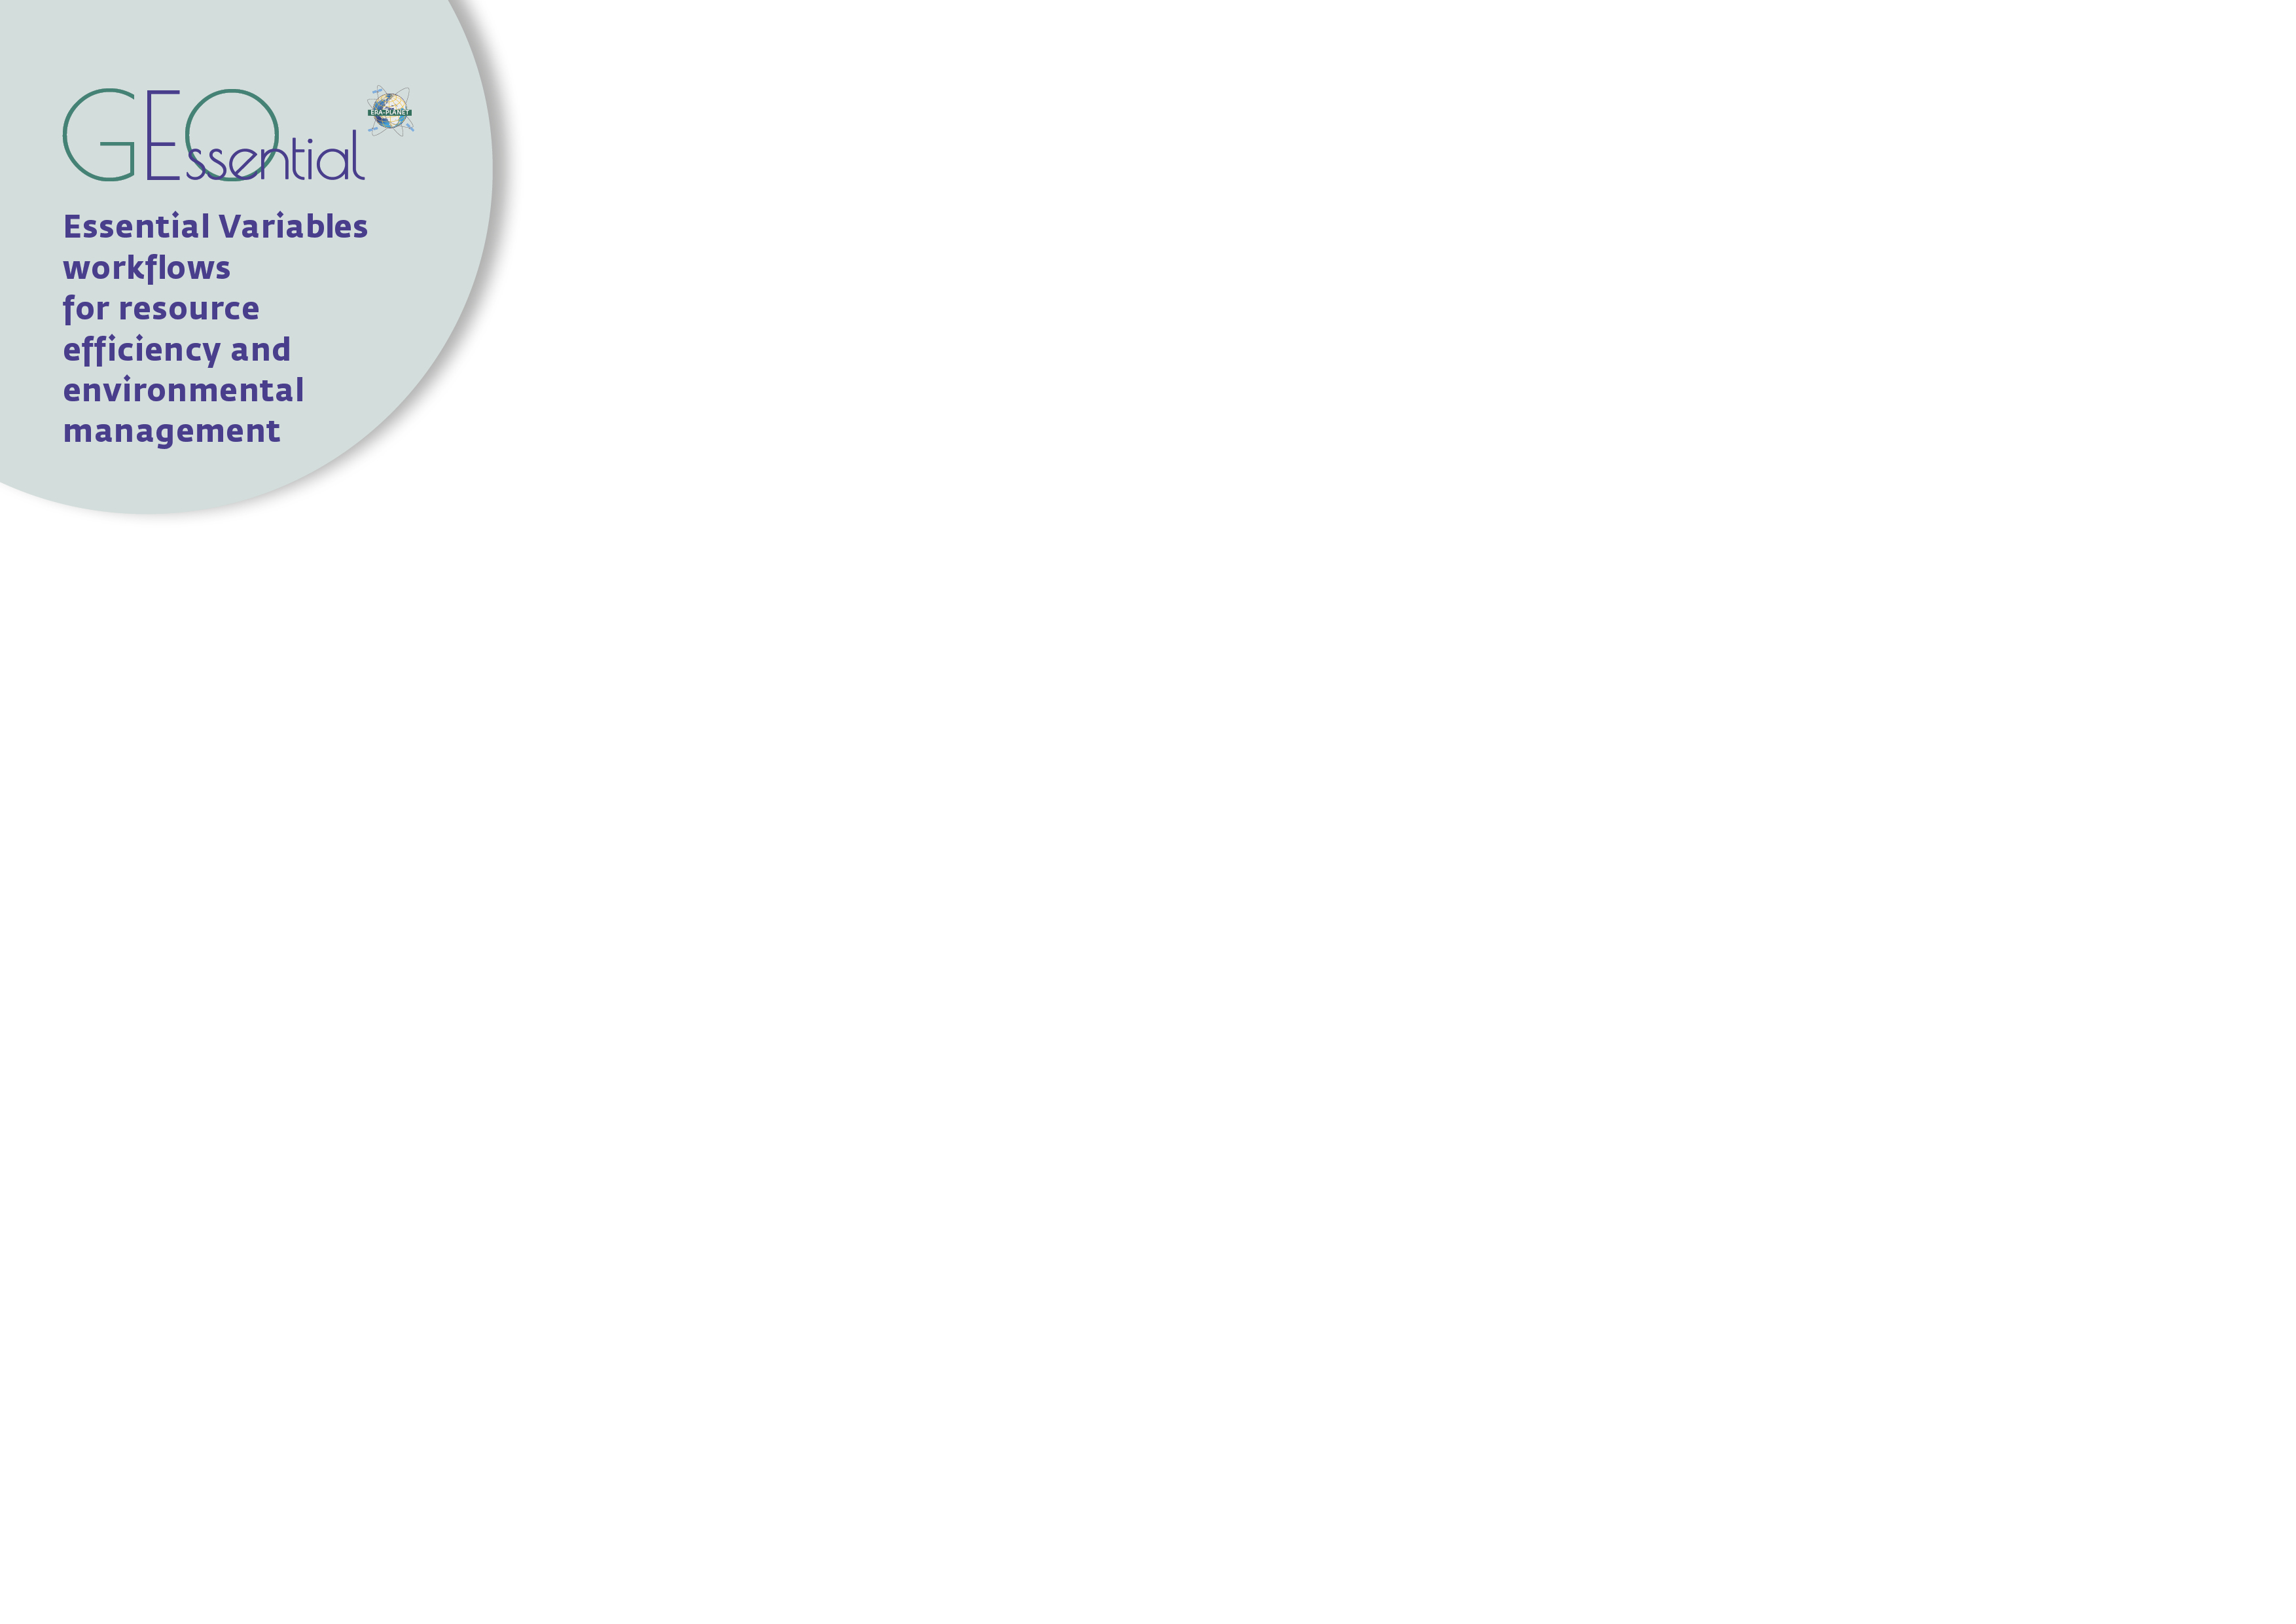 GEOssential
ERA-PLANET
Essential Variables
workflows
for resource
efficiency and
environmental
management